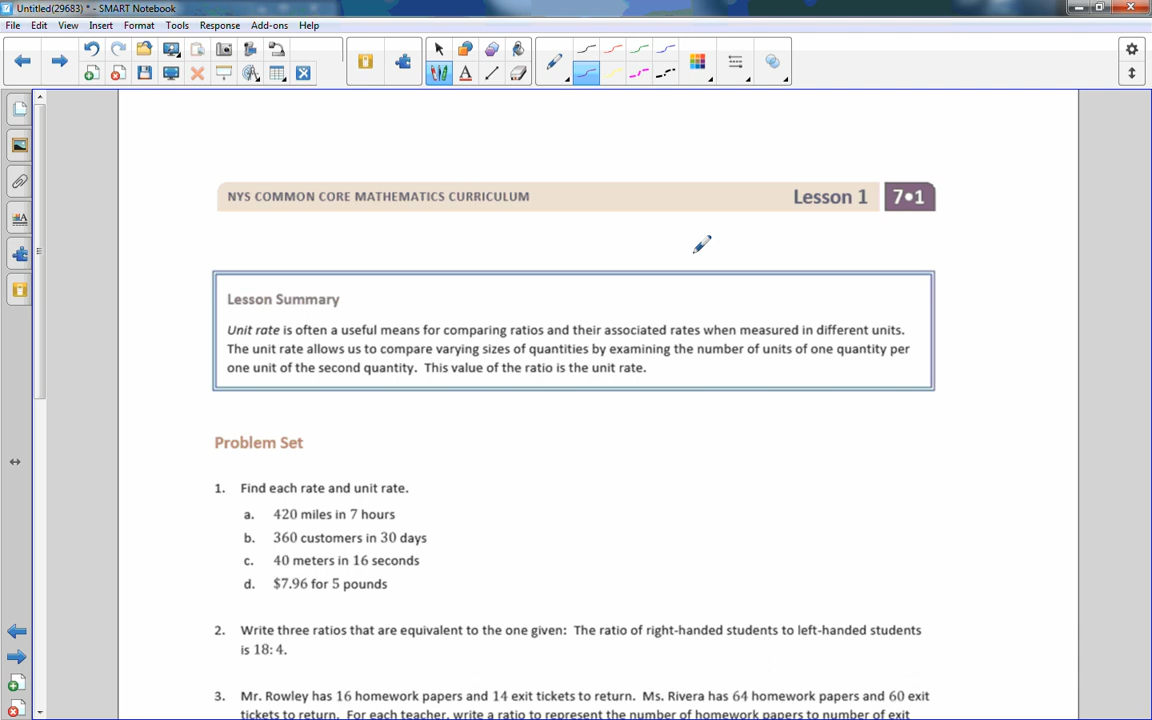 Untitled(29683) * - SMART Notebook
File Edit View Insert Format Tools Response Add-ons Help
NYS COMMON CORE MATHEMATICS CURRICULUM Lesson 1 7•1
Lesson Summary
Unit rate is often a useful means for comparing ratios and their associated rates when measured in different units.
The unit rate allows us to compare varying sizes of quantities by examining the number of units of one quantity per
one unit of the second quantity. This value of the ratio is the unit rate.
Problem Set
1. Find each rate and unit rate.
a. 420 miles in 7 hours
b. 360 customers in 30 days
c. 40 meters in 16 seconds
d. $7.96 for 5 pounds
2. Write three ratios that are equivalent to the one given: The ratio of right-handed students to left-handed students
is 18:4.
3. Mr. Rowley has 16 homework papers and 14 exit tickets to return. Ms. Rivera has 64 homework papers and 60 exit
tickets to return. For each teacher, write a ratio to represent the number of homework papers to number of exit